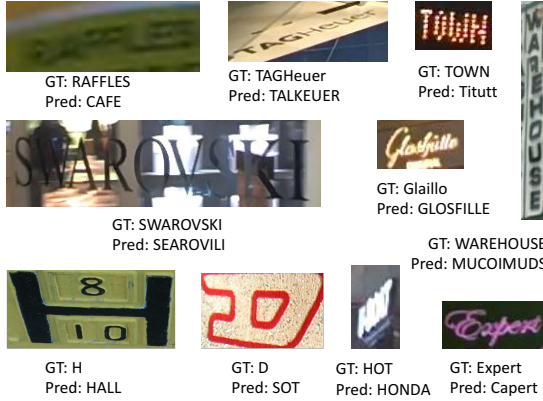 GT: RAFFLES
Pred: CAFE
TAGHeuer
GT: TAGHeuer
Pred: TALKEUER
TOWN
GT: TOWN
Pred: Titutt
WAREHOUSE
SWAROVSKI
GT: SWAROVSKI
Pred: SEAROVILI
GT: Glaillo
Pred: GLOSFILLE
GT: WAREHOUSE
Pred: MUCOIMUDS
8
H
10
GT: H
Pred: HALL
D
GT: D
Pred: SOT
GT: HOT
Pred: HONDA
Expert
GT: Expert
Pred: Capert